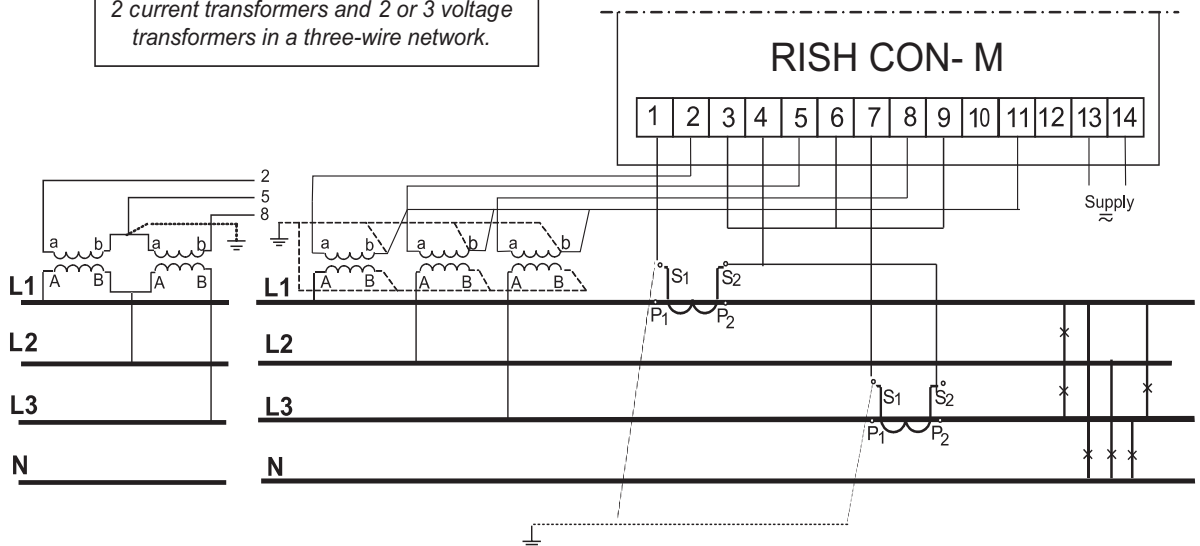 2 current transformers and 2 or 3 voltage
transformers in a three-wire network.
RISH CON- M
1 2 3 4 5 6 7 8 9 10 11 12 13 14
Supply
≂
2
5
8
a b a b
A B A B
a b a b a b
A B A B A B
S1 S2
P1 P2
S1 S2
P1 P2
L1 L1
L2 L2
L3 L3
N N